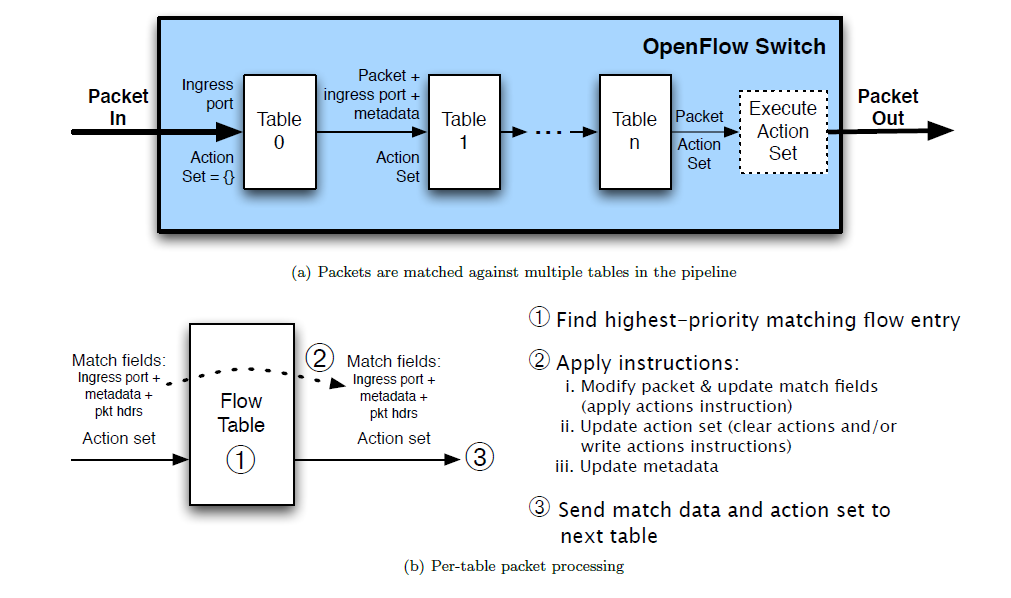 OpenFlow Switch
Packet
In
Ingress
port
Action
Set = {}
Table
0
Packet +
ingress port +
metadata
Action
Set
Table
1
...
Table
n
Packet
Action
Set
Execute
Action
Set
Packet
Out
(a) Packets are matched against multiple tables in the pipeline
Match fields:
Ingress port +
metadata +
pkt hdrs
Action set
Flow
Table
①
②
Match fields:
Ingress port +
metadata +
pkt hdrs
Action set
③
① Find highest-priority matching flow entry
② Apply instructions:
i. Modify packet & update match fields
(apply actions instruction)
ii. Update action set (clear actions and/or
write actions instructions)
iii. Update metadata
③ Send match data and action set to
next table
(b) Per-table packet processing